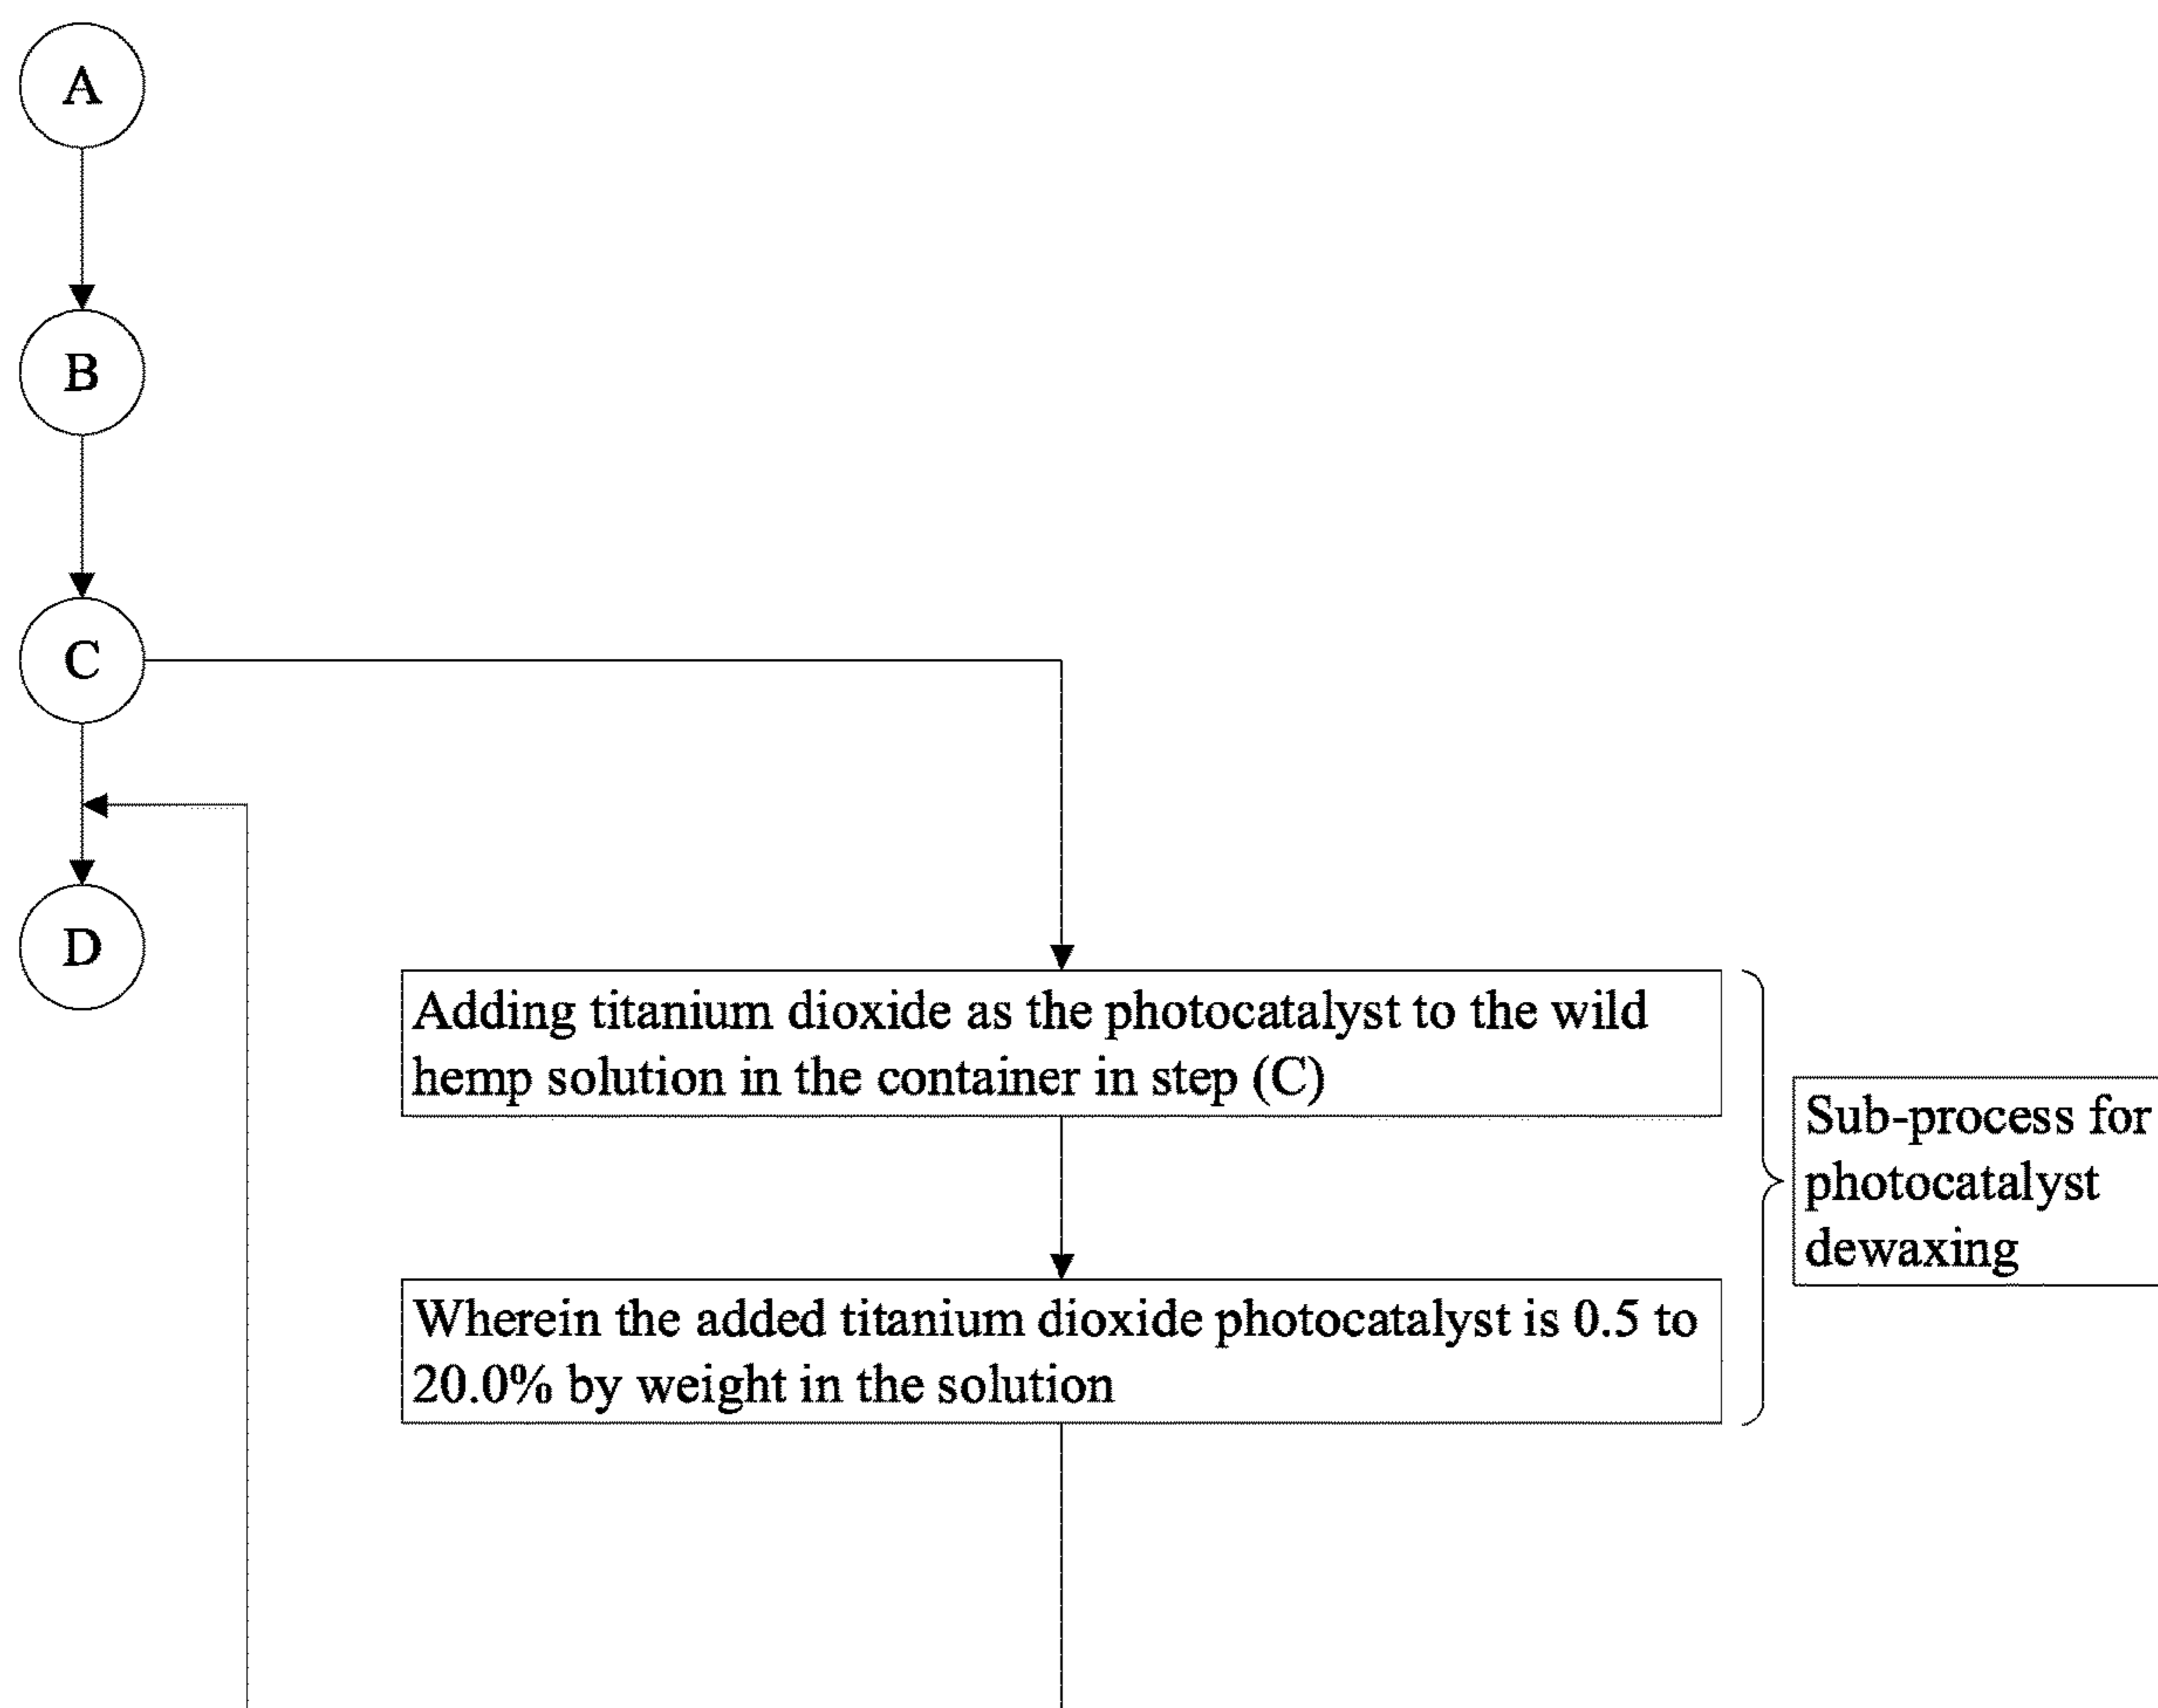 A
B
C
D
Adding titanium dioxide as the photocatalyst to the wild
hemp solution in the container in step (C)
Sub-process for
photocatalyst
dewaxing
Wherein the added titanium dioxide photocatalyst is 0.5 to
20.0% by weight in the solution